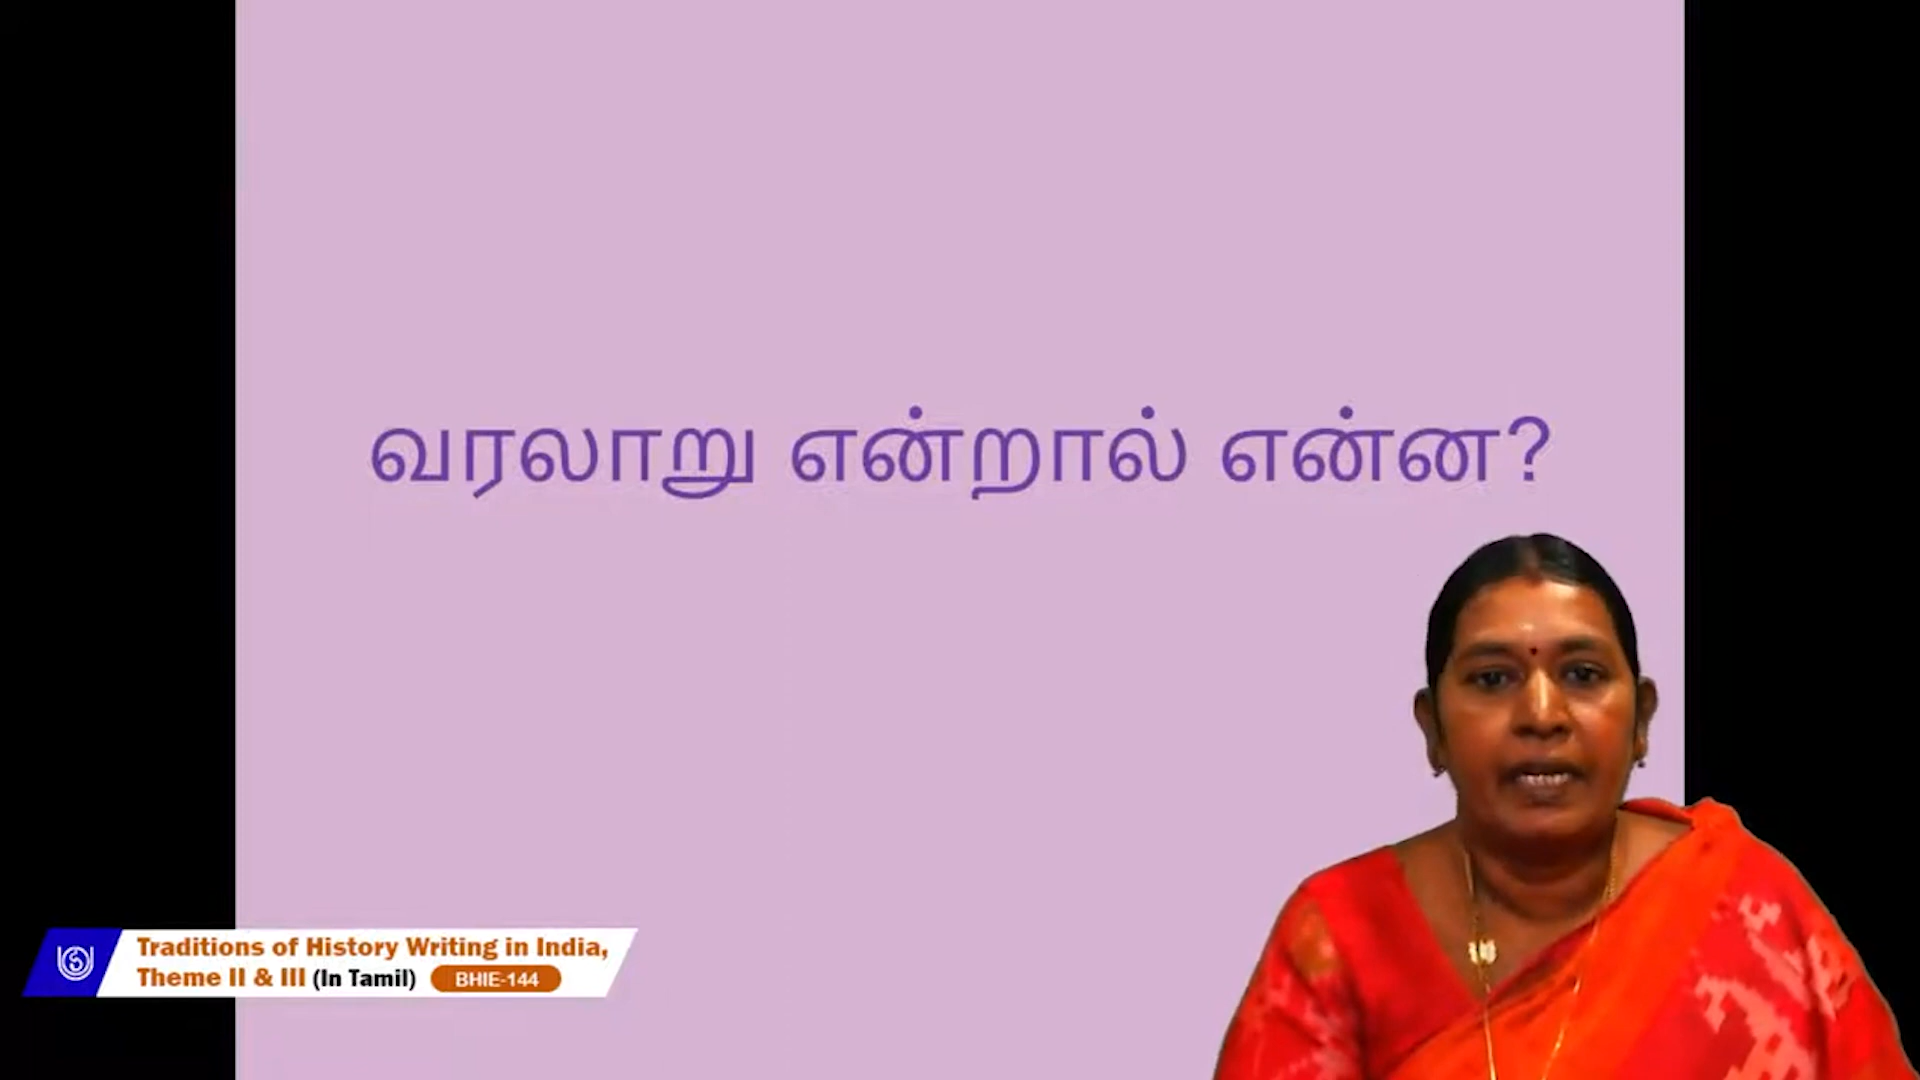 வரலாறு என்றால் என்ன?
Traditions of History Writing in India,
Theme II & III (In Tamil) BHIE-144